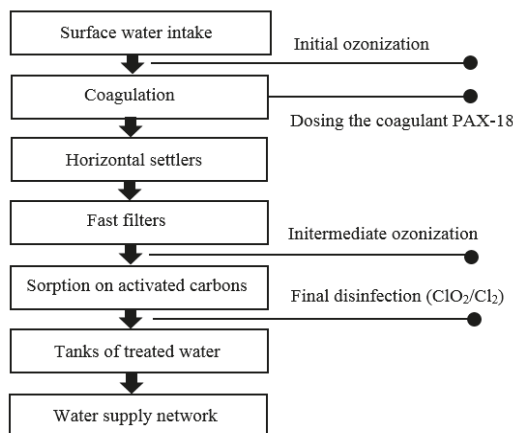 Surface water intake
Initial ozonization
Coagulation
Dosing the coagulant PAX-18
Horizontal settlers
Fast filters
Initermediate ozonization
Sorption on activated carbons
Final disinfection (ClO₂/Cl₂)
Tanks of treated water
Water supply network